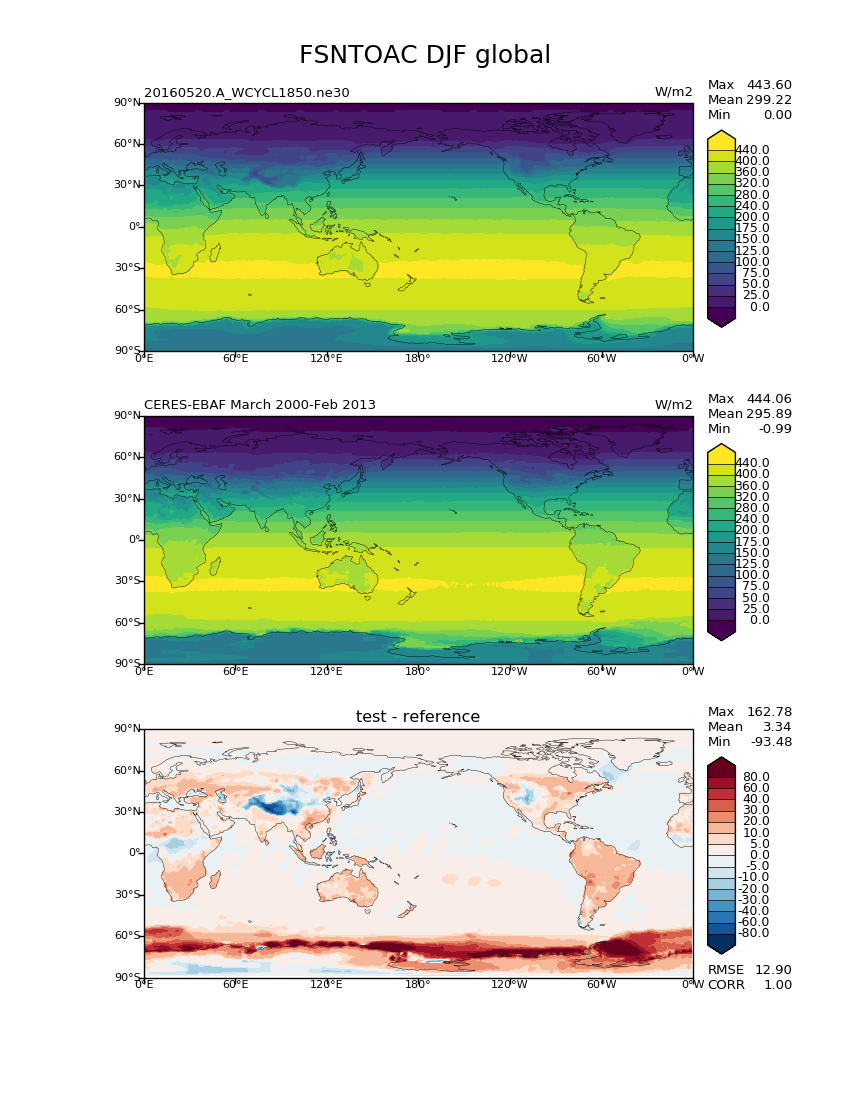 FSNTOAC DJF global
20160520.A_WCYCL1850.ne30 W/m2
Max 443.60
Mean 299.22
Min 0.00
90°N
60°N
30°N
0°
30°S
60°S
90°S
0°E 60°E 120°E 180° 120°W 60°W 0°W
440.0
400.0
360.0
320.0
280.0
240.0
200.0
175.0
150.0
125.0
100.0
75.0
50.0
25.0
0.0
CERES-EBAF March 2000-Feb 2013 W/m2
Max 444.06
Mean 295.89
Min -0.99
90°N
60°N
30°N
0°
30°S
60°S
90°S
0°E 60°E 120°E 180° 120°W 60°W 0°W
440.0
400.0
360.0
320.0
280.0
240.0
200.0
175.0
150.0
125.0
100.0
75.0
50.0
25.0
0.0
test - reference
Max 162.78
Mean 3.34
Min -93.48
90°N
60°N
30°N
0°
30°S
60°S
90°S
0°E 60°E 120°E 180° 120°W 60°W 0°W
80.0
60.0
40.0
30.0
20.0
10.0
5.0
0.0
-5.0
-10.0
-20.0
-30.0
-40.0
-60.0
-80.0
RMSE 12.90
CORR 1.00